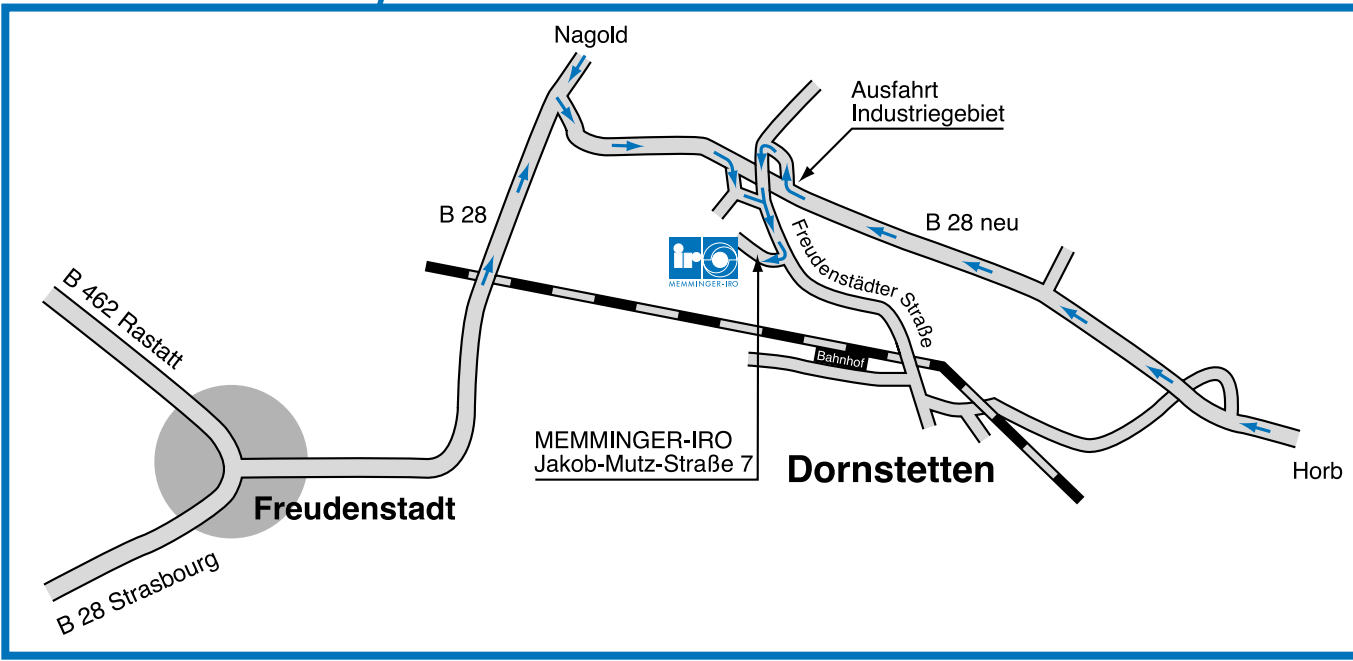 Nagold
Ausfahrt
Industriegebiet
B 28
B 28 neu
Freudenstädter Straße
iro
MEMMINGER-IRO
B 462 Rastatt
Bahnhof
MEMMINGER-IRO
Jakob-Mutz-Straße 7
Dornstetten
Horb
Freudenstadt
B 28 Strasbourg